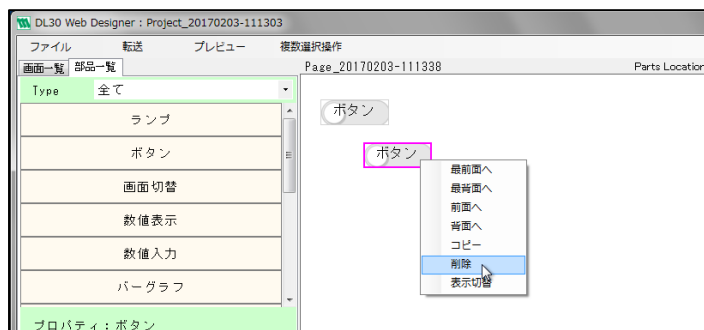 DL30 Web Designer : Project_20170203-111303
ファイル 転送 プレビュー 複数選択操作
画面一覧 部品一覧 Page_20170203-111338 Parts Location
Type 全て
ランプ
ボタン
画面切替
数値表示
数値入力
バーグラフ
プロパティ：ボタン
ボタン
ボタン
最前面へ
最背面へ
前面へ
背面へ
コピー
削除
表示切替